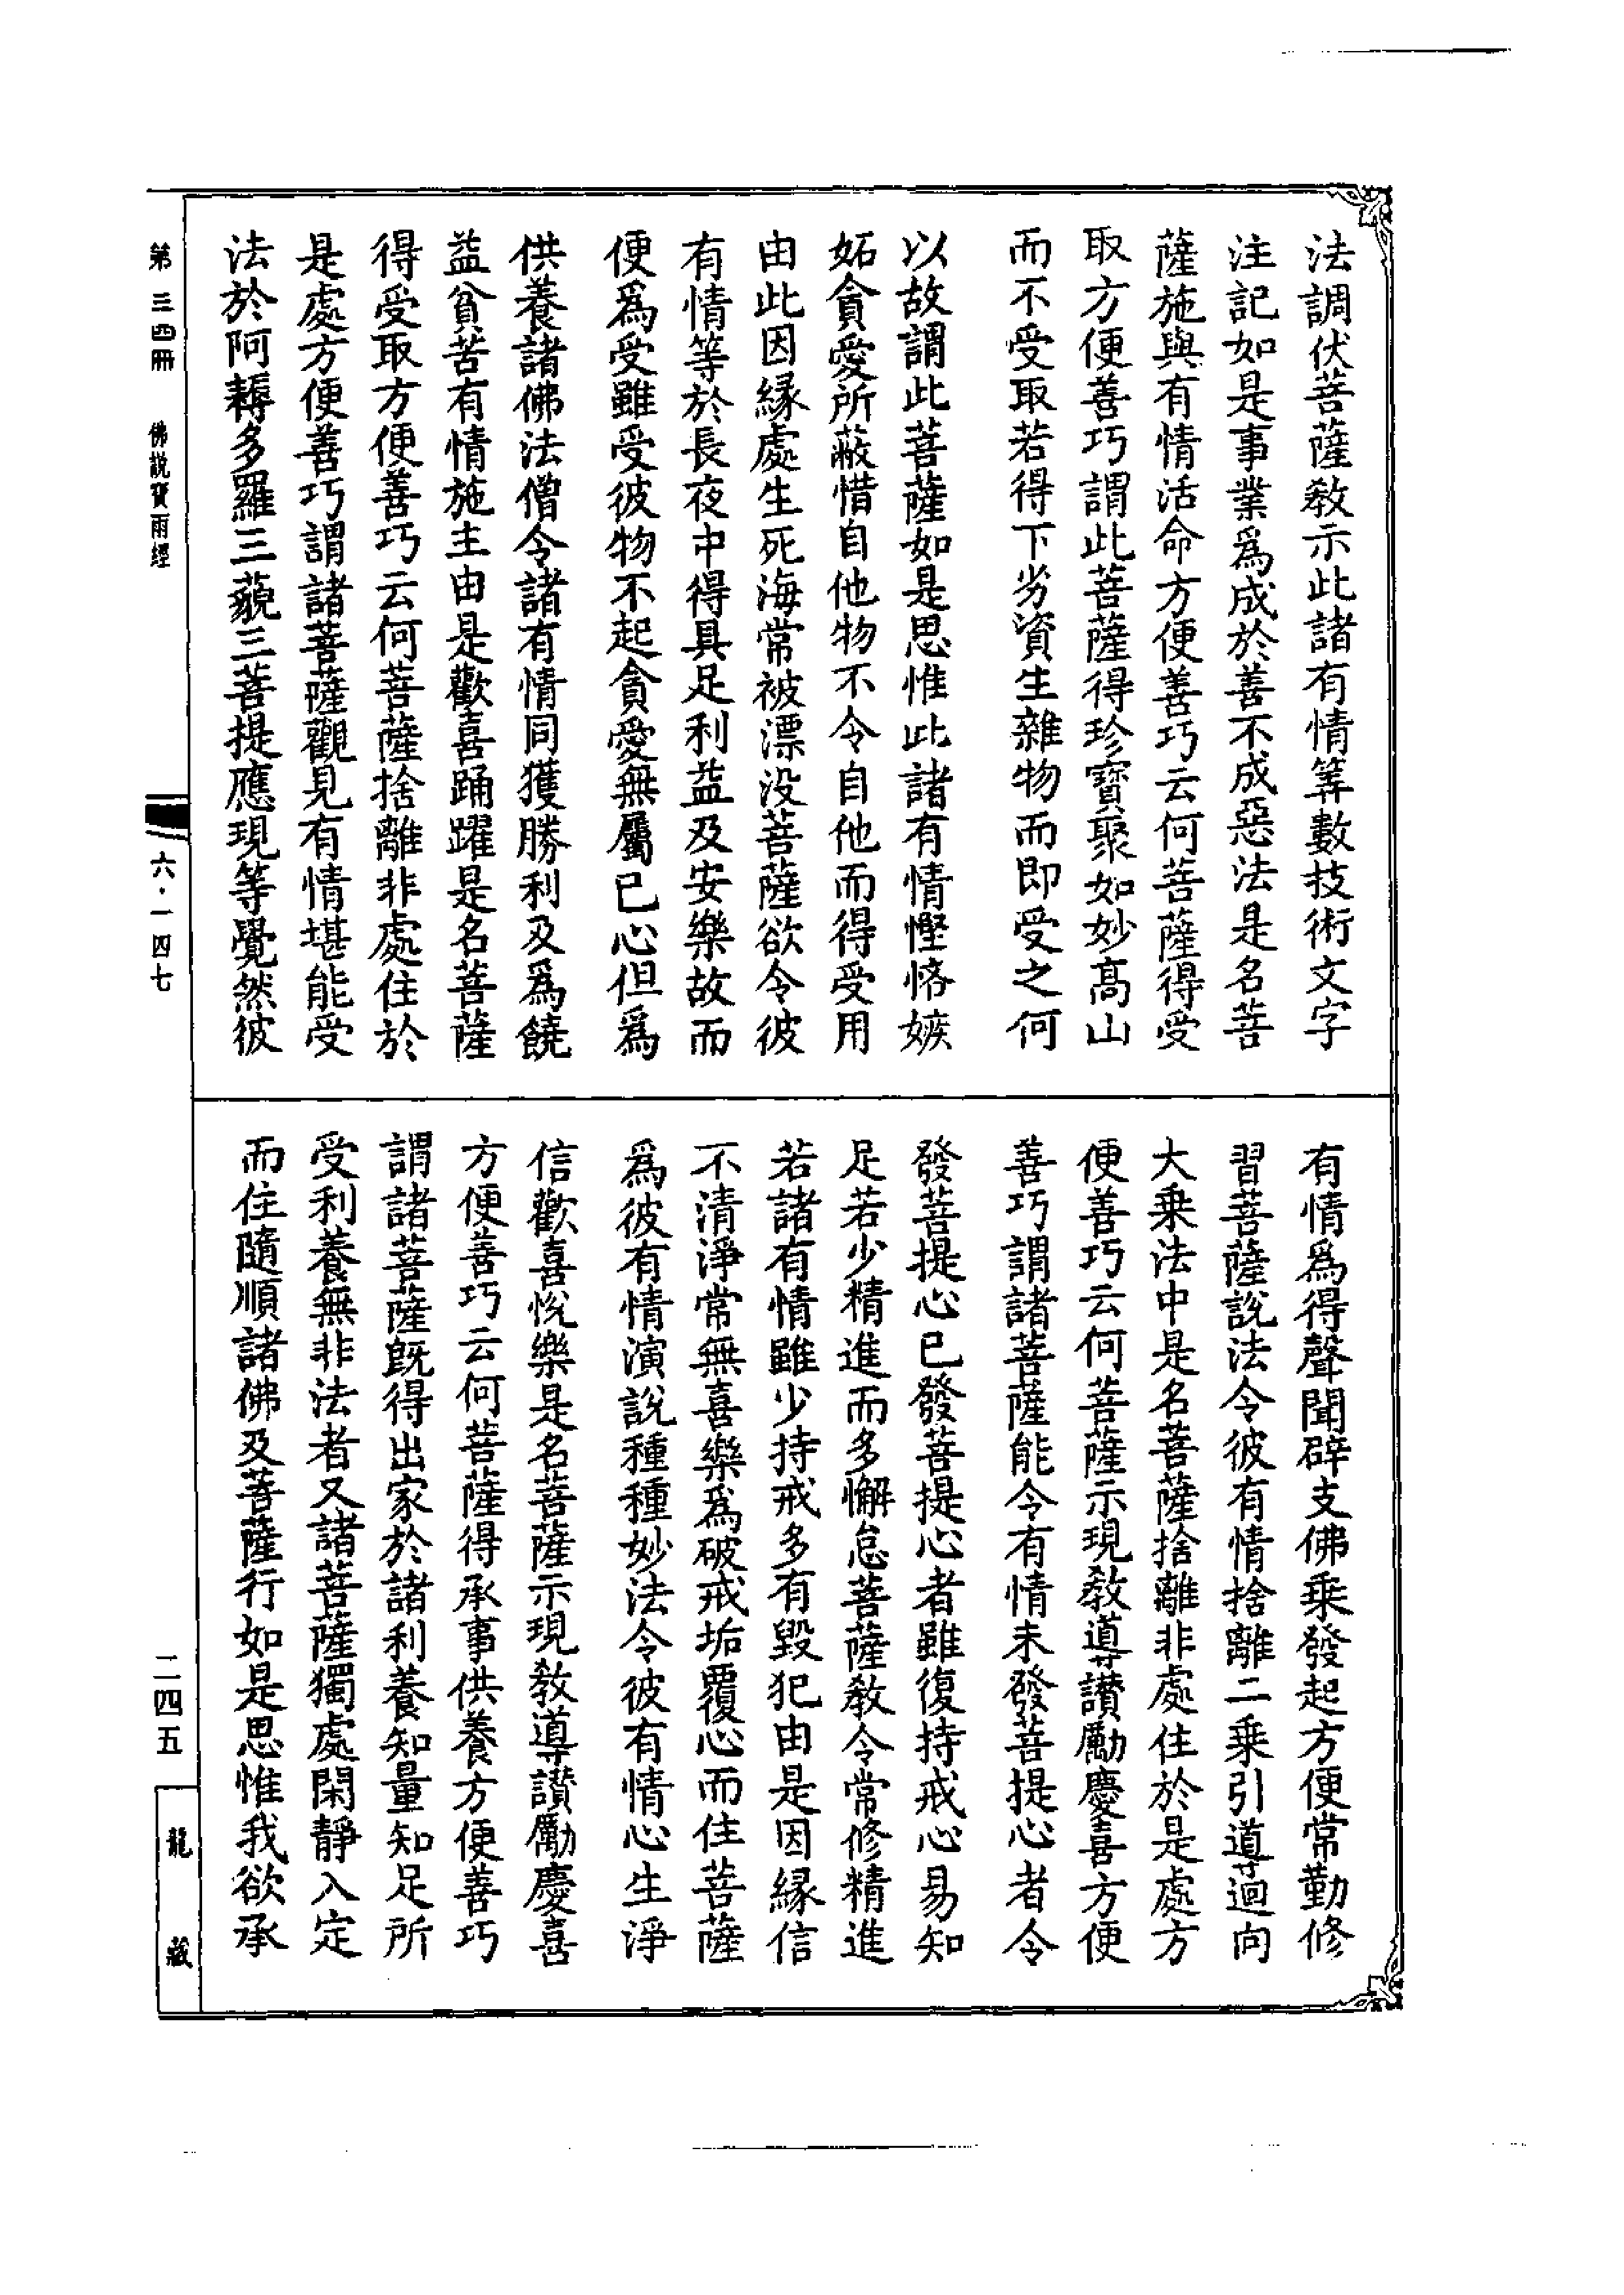 法調伏菩薩教示此諸有情筭數技術文字
注記如是事業爲成於善不成惡法是名菩
薩施與有情活命方便善巧云何菩薩得受
取方便善巧謂此菩薩得珍寶聚如妙高山
而不受取若得下劣資生雜物而即受之何
以故謂此菩薩如是思惟此諸有情慳悋嫉
妬貪愛所蔽惜自他物不令自他而得受用
由此因緣處生死海常被漂没菩薩欲令彼
有情等於長夜中得具足利益及安樂故而
便爲受雖受彼物不起貪愛無屬已心但爲
供養諸佛法僧令諸有情同獲勝利及爲饒
益貧苦有情施主由是歡喜踊躍是名菩薩
得受取方便善巧云何菩薩捨離非處住於
是處方便善巧謂諸菩薩觀見有情堪能受
法於阿耨多羅三藐三菩提應現等覺然彼
有情爲得聲聞辟支佛乘發起方便常勤修
習菩薩說法令彼有情捨離二乘引導迴向
大乘法中是名菩薩捨離非處住於是處方
便善巧云何菩薩示現教導讃勵慶喜方便
善巧謂諸菩薩能令有情未發菩提心者令
發菩提心已發菩提心者雖復持戒心易知
足若少精進而多懈怠菩薩教令常修精進
若諸有情雖少持戒多有毀犯由是因緣信
不清淨常無喜樂爲破戒垢覆心而住菩薩
爲彼有情演說種種妙法令彼有情心生淨
信歡喜悅樂是名菩薩示現教導讃勵慶喜
方便善巧云何菩薩得承事供養方便善巧
謂諸菩薩既得出家於諸利養知量知足所
受利養無非法者又諸菩薩獨處閑靜入定
而住隨順諸佛及菩薩行如是思惟我欲承
第三四冊　佛說寶雨經
六·一四七
二四五
龍藏